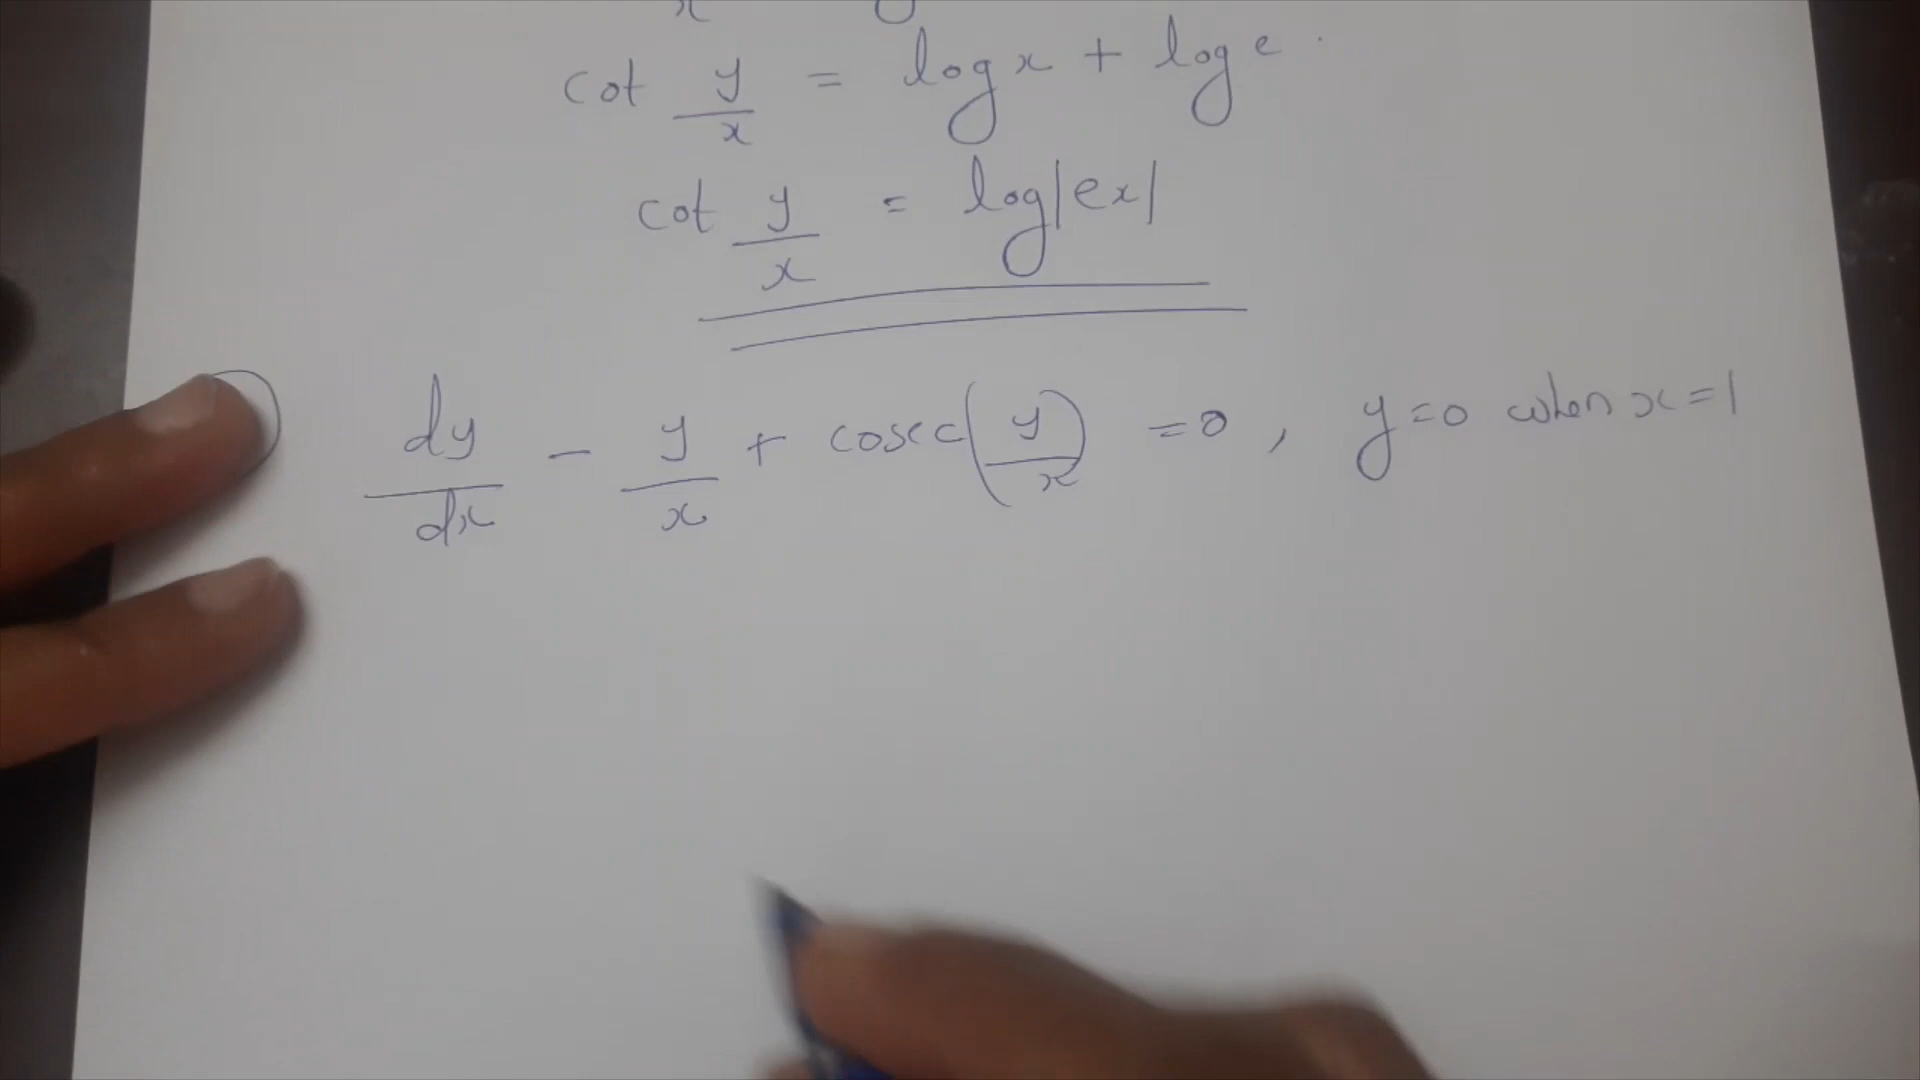 cot y/x = log x + log e.
cot y/x = log|ex|
dy/dx - y/x + cosec(y/x) = 0, y=0 when x=1